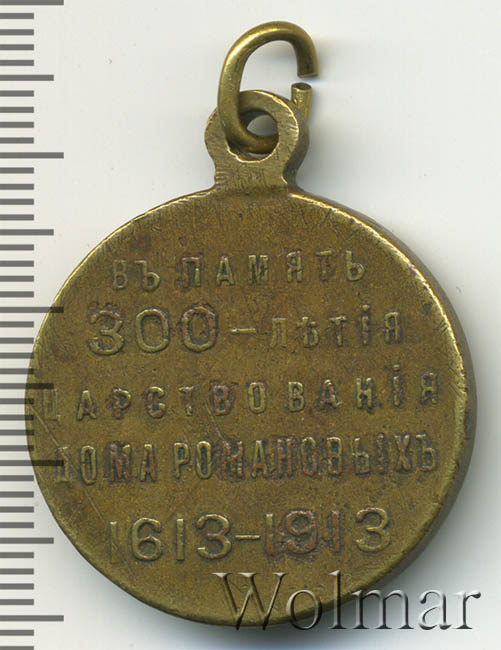 ВЪ ПАМЯТЬ
300-ЛѢТІЯ
ЦАРСТВОВАНІЯ
ДОМА РОМАНОВЫХЪ
1613-1913
Wolmar